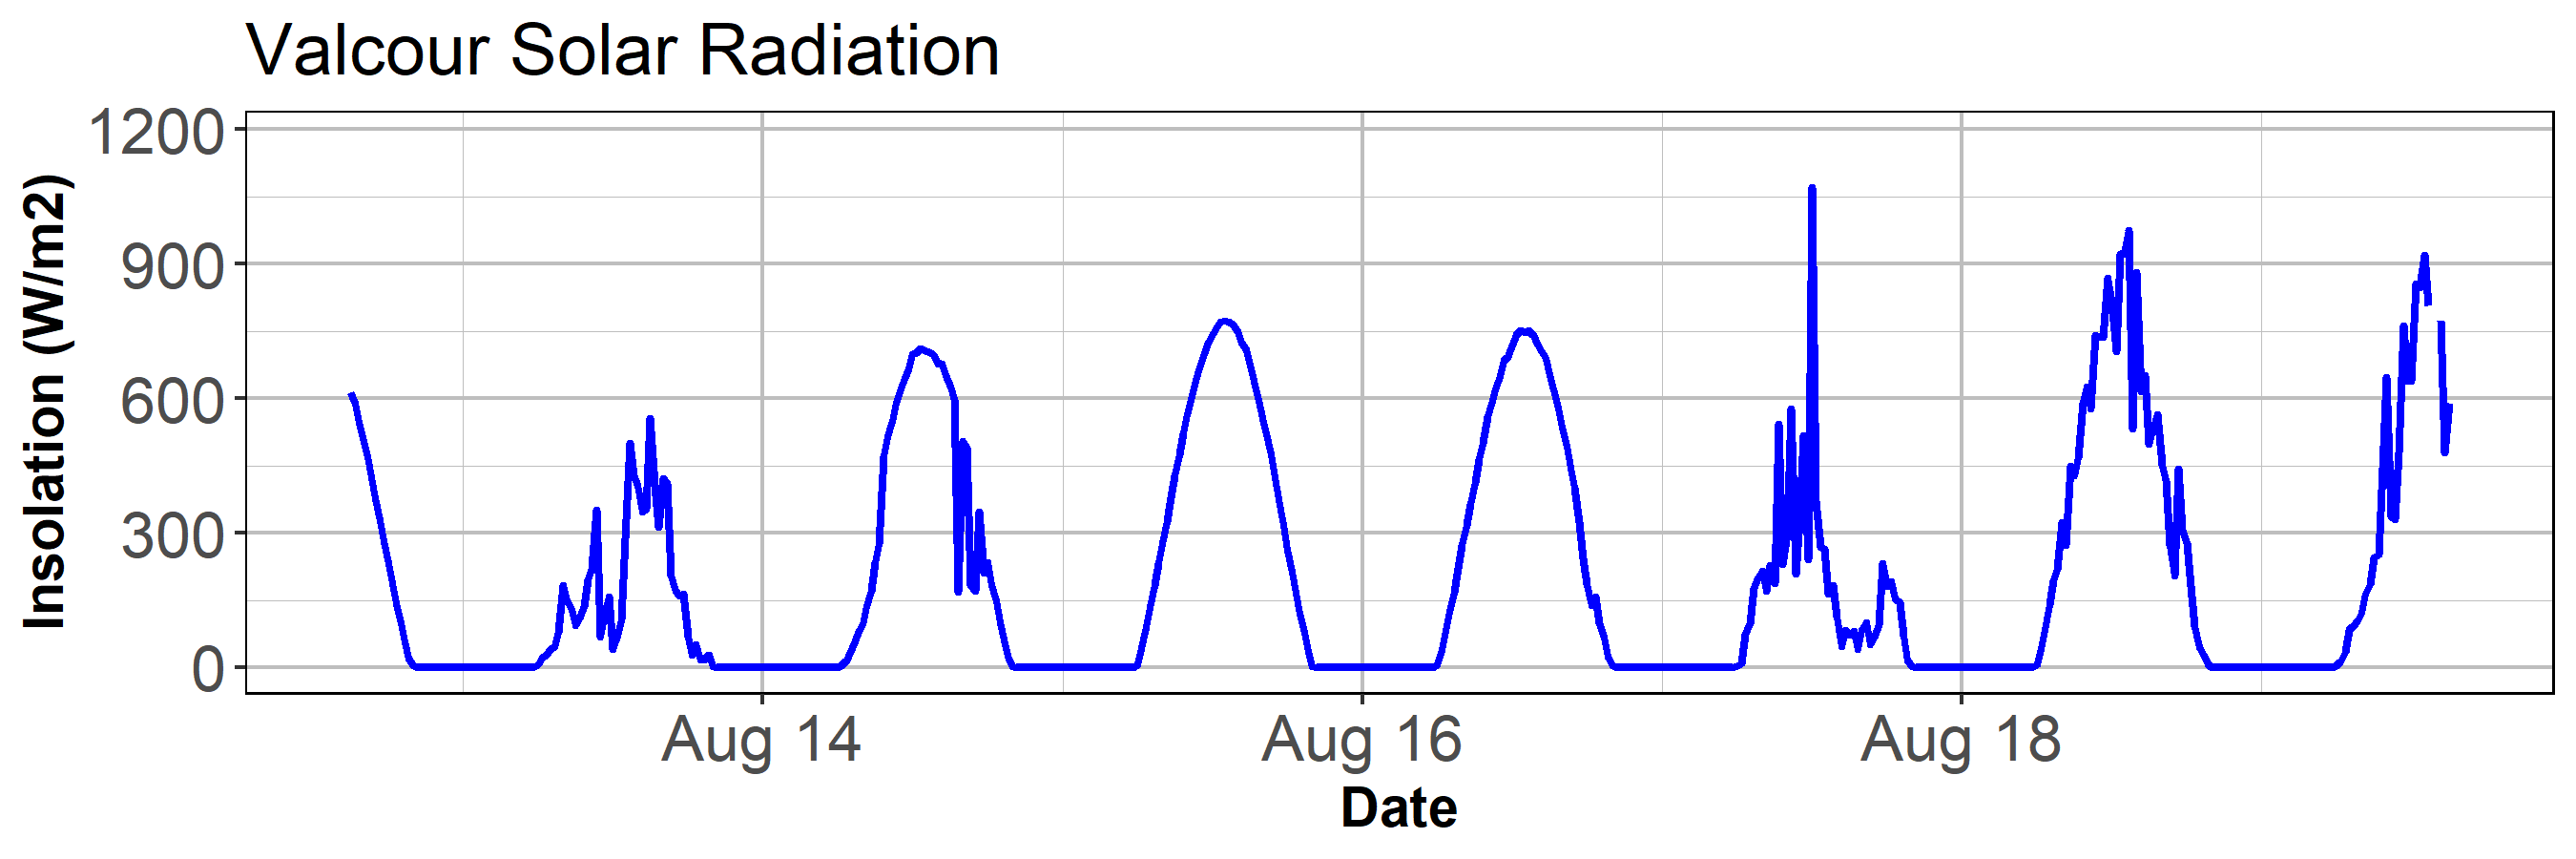 Valcour Solar Radiation
Insolation (W/m2)
1200
900
600
300
0
Aug 14
Aug 16
Aug 18
Date